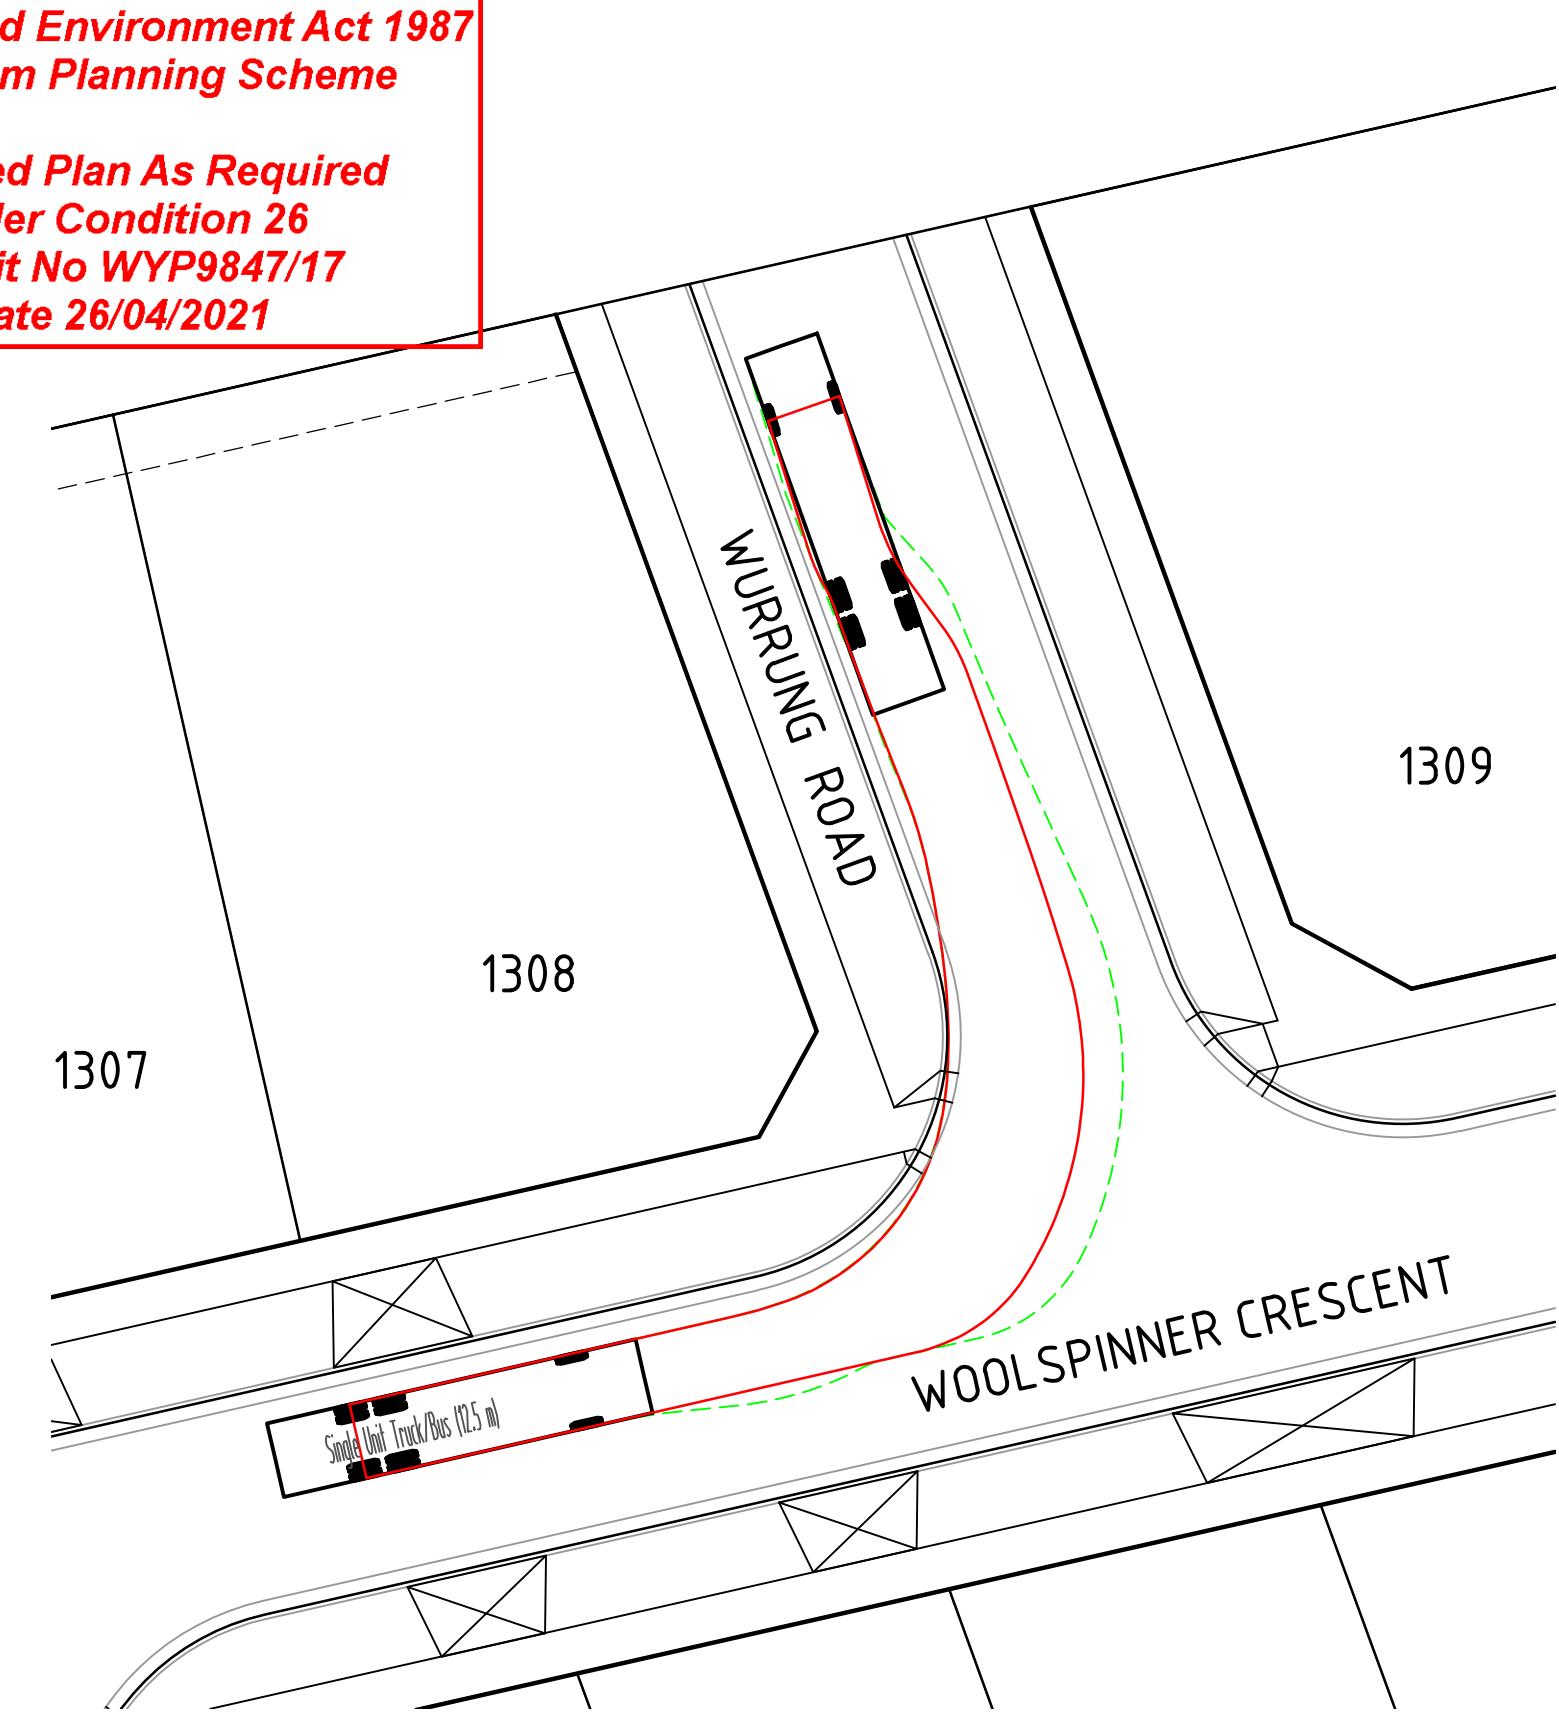 d Environment Act 1987
m Planning Scheme
ed Plan As Required
er Condition 26
it No WYP9847/17
ate 26/04/2021
WURRUNG ROAD
1309
1308
1307
WOOLSPINNER CRESCENT
Single Unit Truck/Bus (12.5 m)